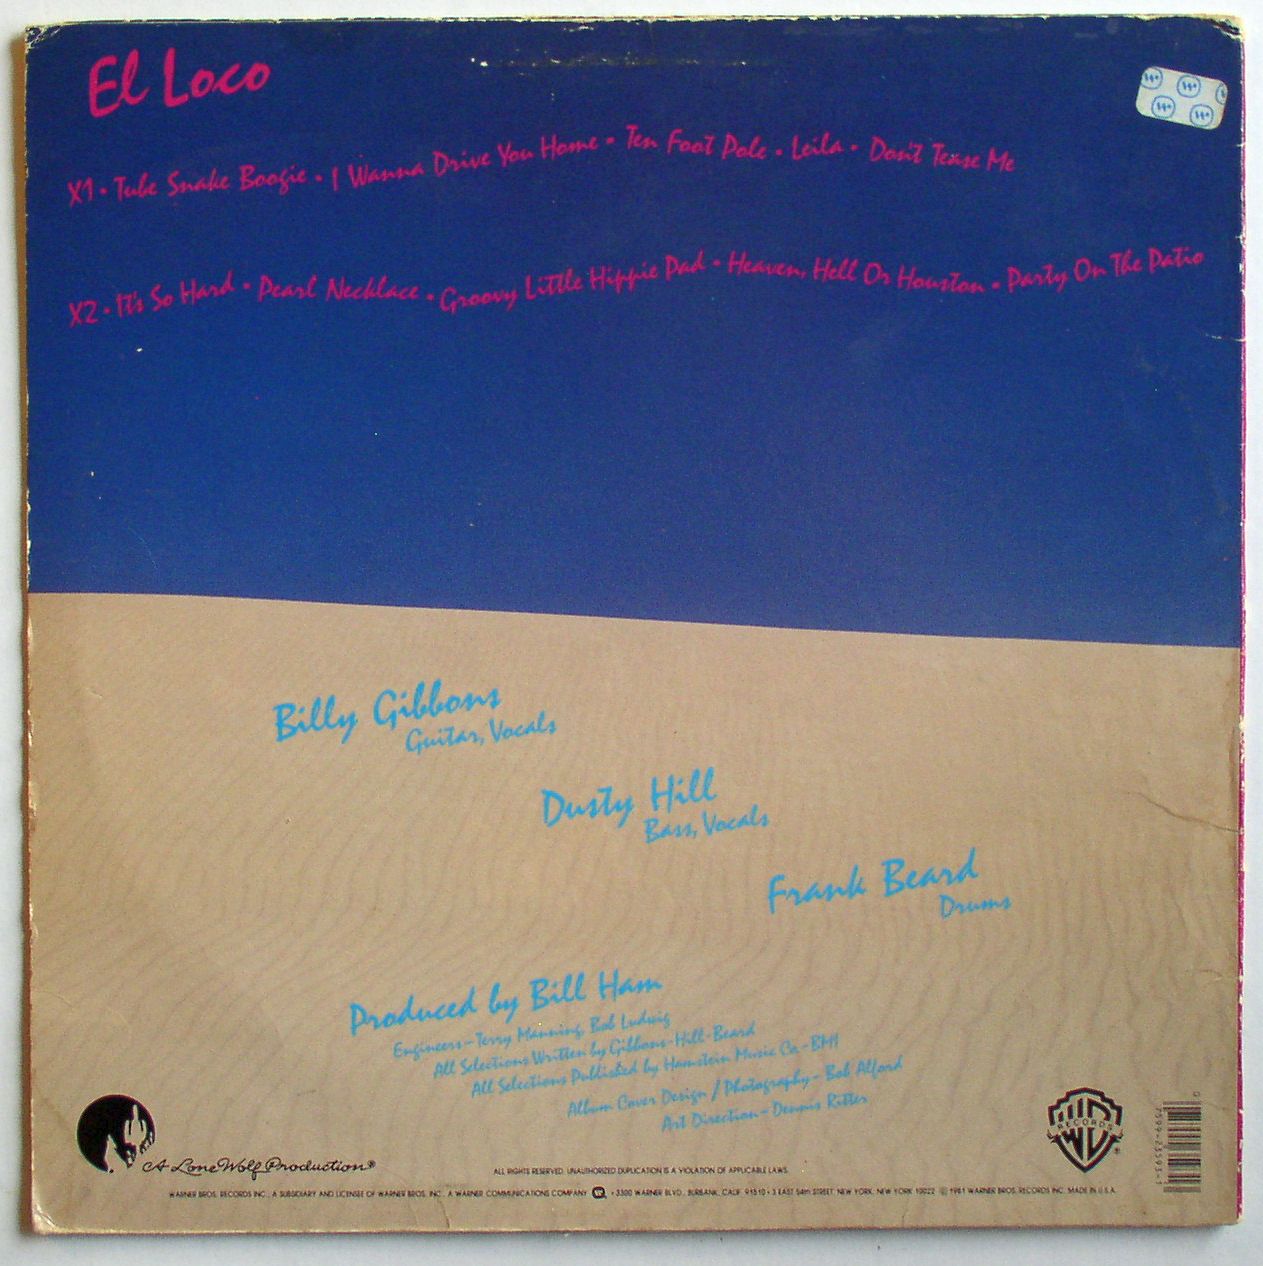 El Loco
X1 • Tube Snake Boogie • I Wanna Drive You Home • Ten Foot Pole • Leila • Don't Tease Me
X2 • It's So Hard • Pearl Necklace • Groovy Little Hippie Pad • Heaven, Hell Or Houston • Party On The Patio
Billy Gibbons
Guitar, Vocals
Dusty Hill
Bass, Vocals
Frank Beard
Drums
Produced by Bill Ham
Engineers - Terry Manning, Bob Ludwig
All Selections Written by Gibbons-Hill-Beard
All Selections Published by Hamstein Music Co. - BMI
Album Cover Design / Photography - Bob Alford
Art Direction - Dennis Ritter
A Lone Wolf Production®
WB
RECORDS
®
ALL RIGHTS RESERVED. UNAUTHORIZED DUPLICATION IS A VIOLATION OF APPLICABLE LAWS.
WARNER BROS. RECORDS INC., A SUBSIDIARY AND LICENSEE OF WARNER BROS. INC., A WARNER COMMUNICATIONS COMPANY • 3300 WARNER BLVD., BURBANK, CALIF. 91510 • 3 EAST 54th STREET, NEW YORK, NEW YORK 10022 Ⓒ 1981 WARNER BROS. RECORDS INC. MADE IN U.S.A.